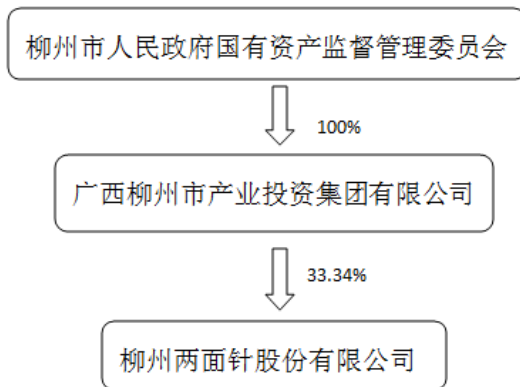 柳州市人民政府国有资产监督管理委员会
100%
广西柳州市产业投资集团有限公司
33.34%
柳州两面针股份有限公司